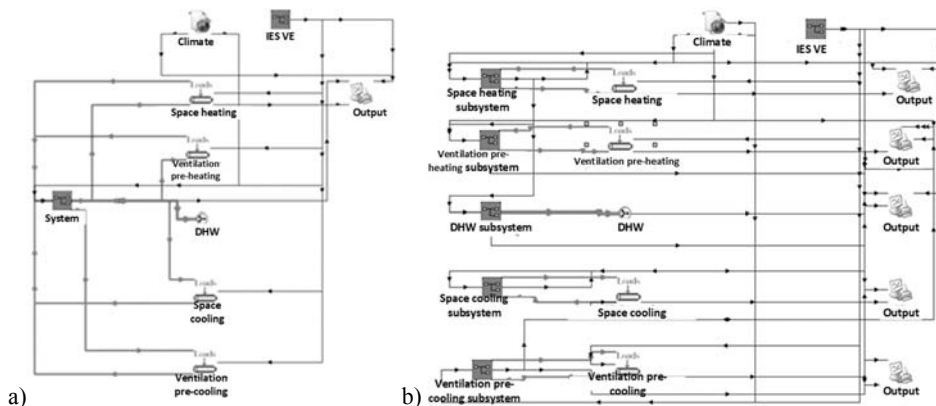 Climate
IES VE
Loads
Space heating
Output
Loads
Ventilation
pre-heating
System
DHW
Loads
Space
cooling
Loads
Ventilation
pre-cooling
a)
Climate
IES VE
Space heating
subsystem
Loads
Space heating
Output
Ventilation pre-
heating subsystem
Loads
Ventilation pre-heating
Output
DHW subsystem
DHW
Output
Space cooling
subsystem
Loads
Space cooling
Output
Ventilation pre-
cooling subsystem
Loads
Ventilation pre-
cooling
Output
b)